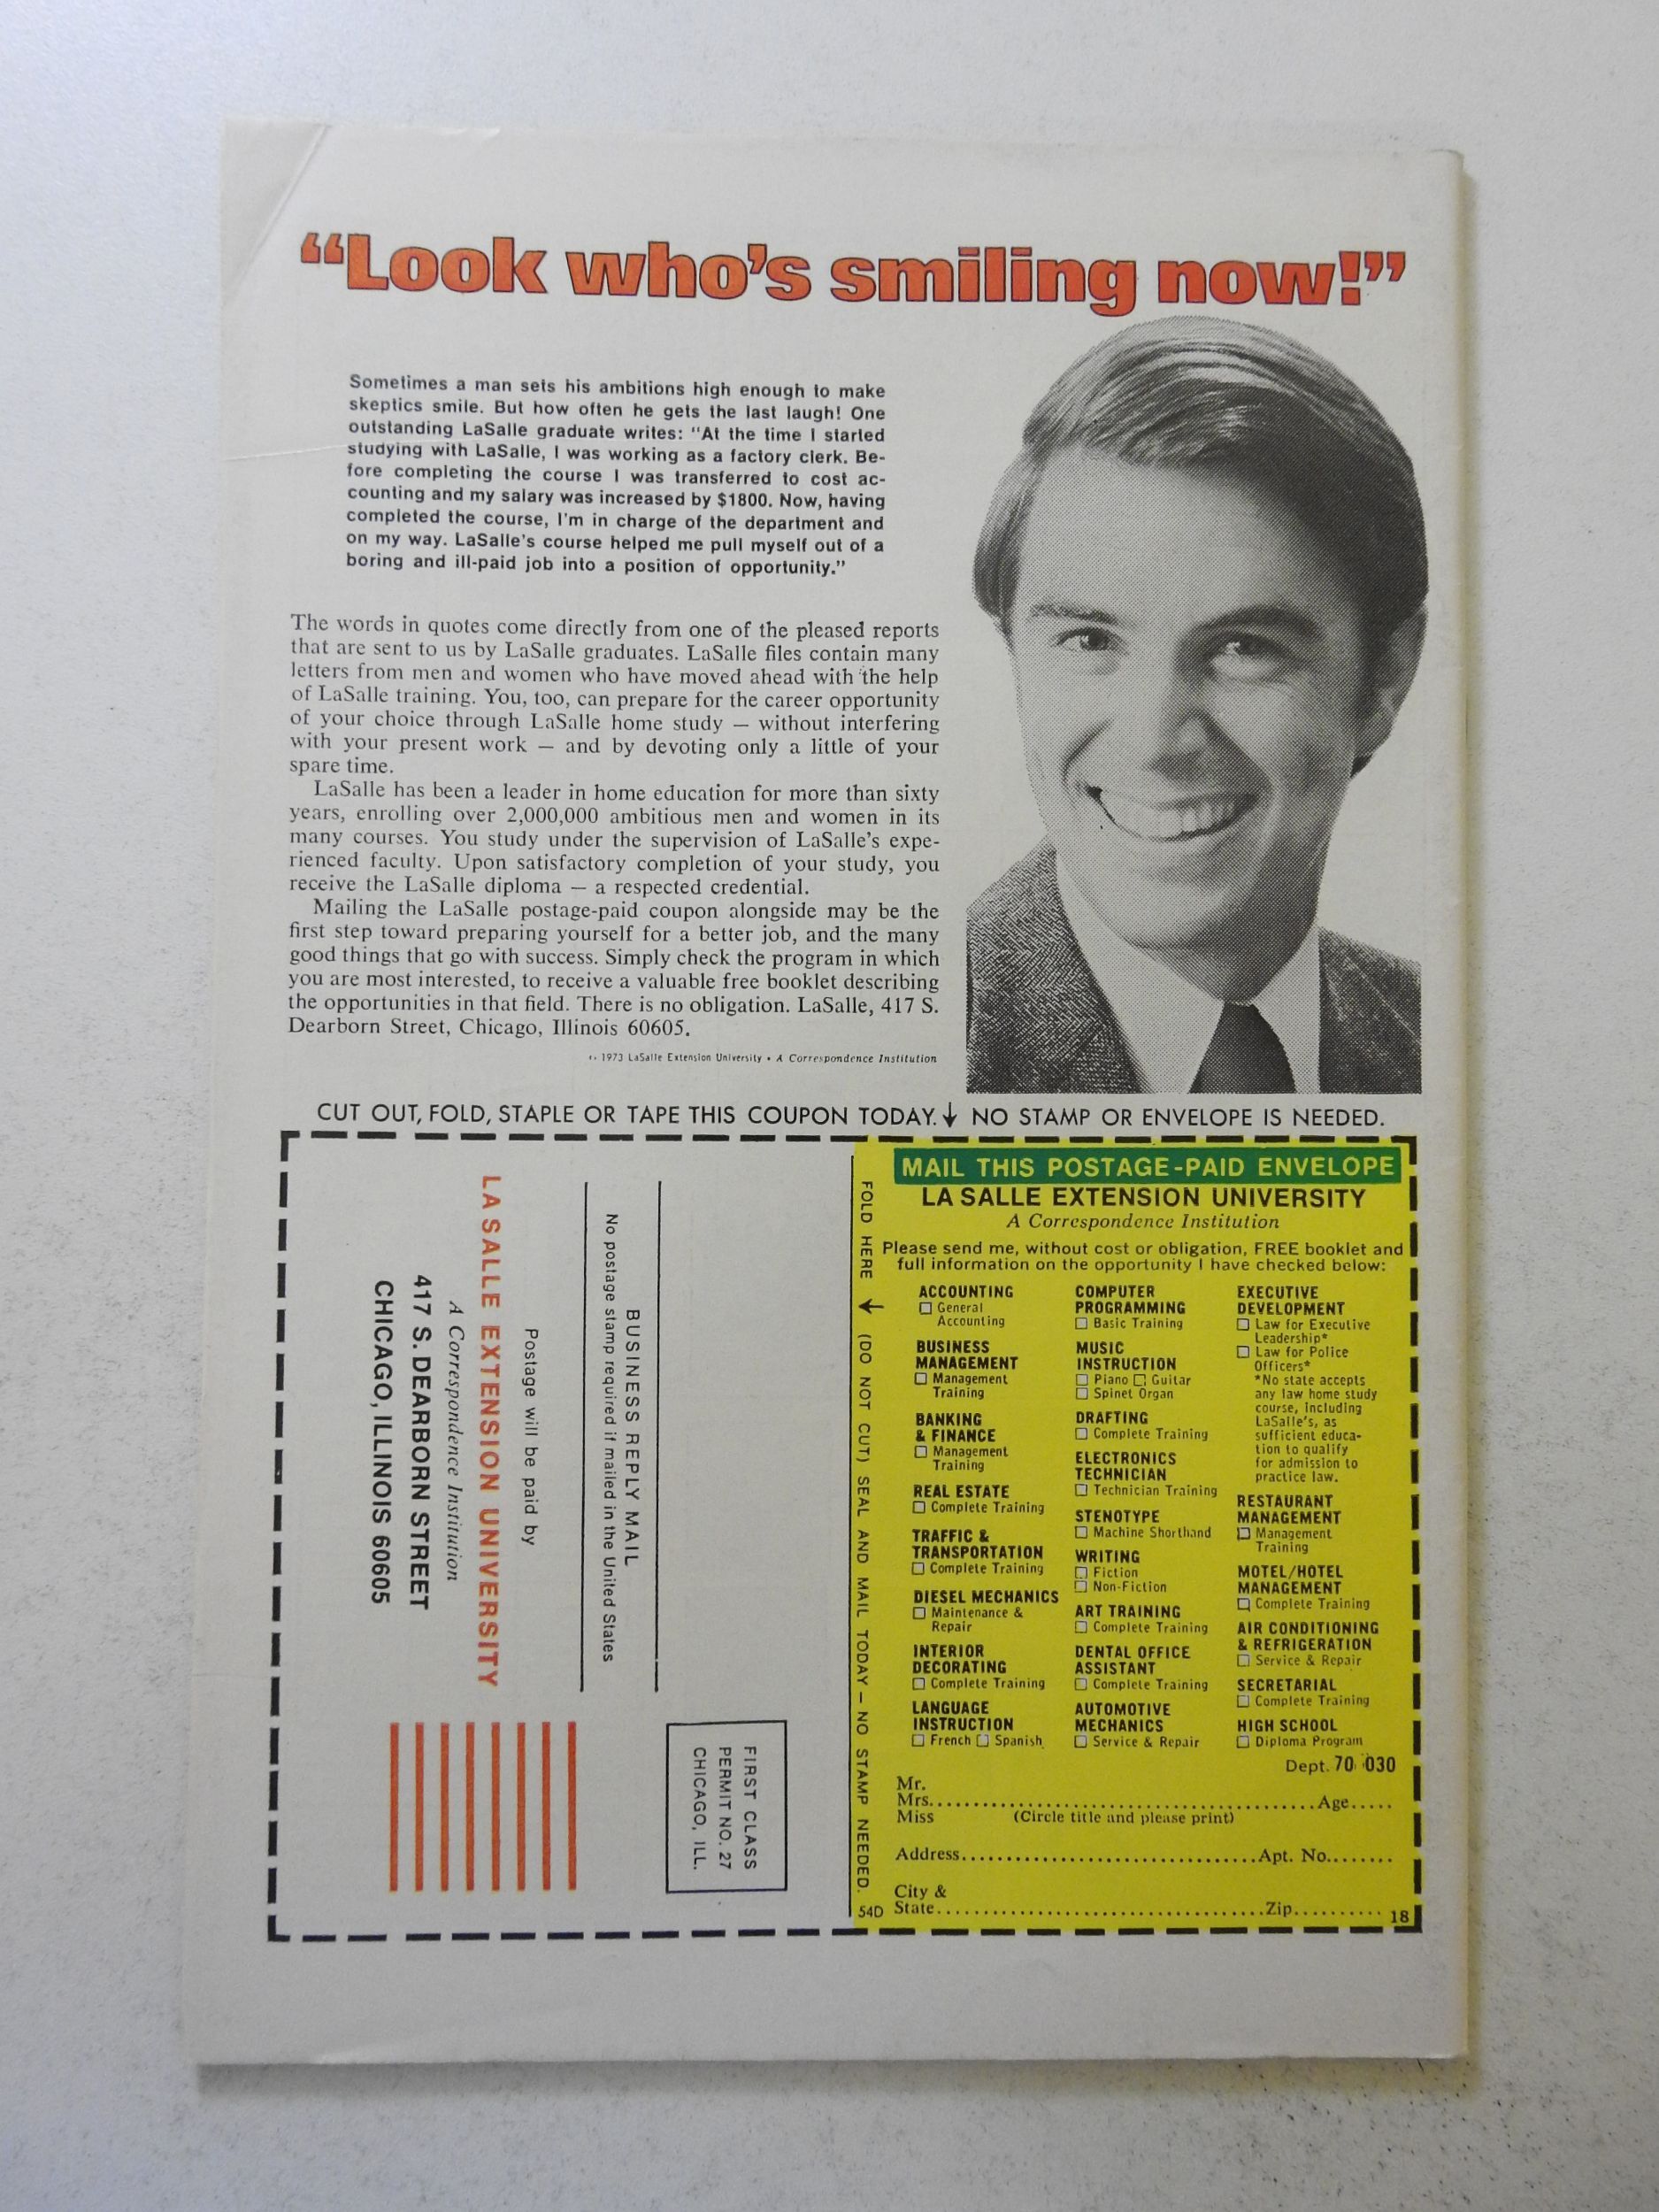 “Look who’s smiling now!”
Sometimes a man sets his ambitions high enough to make
skeptics smile. But how often he gets the last laugh! One
outstanding LaSalle graduate writes: “At the time I started
studying with LaSalle, I was working as a factory clerk. Be-
fore completing the course I was transferred to cost ac-
counting and my salary was increased by $1800. Now, having
completed the course, I’m in charge of the department and
on my way. LaSalle’s course helped me pull myself out of a
boring and ill-paid job into a position of opportunity.”
The words in quotes come directly from one of the pleased reports
that are sent to us by LaSalle graduates. LaSalle files contain many
letters from men and women who have moved ahead with the help
of LaSalle training. You, too, can prepare for the career opportunity
of your choice through LaSalle home study — without interfering
with your present work — and by devoting only a little of your
spare time.
LaSalle has been a leader in home education for more than sixty
years, enrolling over 2,000,000 ambitious men and women in its
many courses. You study under the supervision of LaSalle’s expe-
rienced faculty. Upon satisfactory completion of your study, you
receive the LaSalle diploma — a respected credential.
Mailing the LaSalle postage-paid coupon alongside may be the
first step toward preparing yourself for a better job, and the many
good things that go with success. Simply check the program in which
you are most interested, to receive a valuable free booklet describing
the opportunities in that field. There is no obligation. LaSalle, 417 S.
Dearborn Street, Chicago, Illinois 60605.
1973 LaSalle Extension University • A Correspondence Institution
CUT OUT, FOLD, STAPLE OR TAPE THIS COUPON TODAY.↓ NO STAMP OR ENVELOPE IS NEEDED.
FIRST CLASS
PERMIT NO. 27
CHICAGO, ILL.
BUSINESS REPLY MAIL
No postage stamp required if mailed in the United States
Postage will be paid by
LA SALLE EXTENSION UNIVERSITY
A Correspondence Institution
417 S. DEARBORN STREET
CHICAGO, ILLINOIS 60605
FOLD HERE ↓ (DO NOT CUT) SEAL AND MAIL TODAY — NO STAMP NEEDED.
54D
MAIL THIS POSTAGE-PAID ENVELOPE
LA SALLE EXTENSION UNIVERSITY
A Correspondence Institution
Please send me, without cost or obligation, FREE booklet and
full information on the opportunity I have checked below:
ACCOUNTING
☐ General
Accounting
BUSINESS
MANAGEMENT
☐ Management
Training
BANKING
& FINANCE
☐ Management
Training
REAL ESTATE
☐ Complete Training
TRAFFIC &
TRANSPORTATION
☐ Complete Training
DIESEL MECHANICS
☐ Maintenance &
Repair
INTERIOR
DECORATING
☐ Complete Training
LANGUAGE
INSTRUCTION
☐ French ☐ Spanish
COMPUTER
PROGRAMMING
☐ Basic Training
MUSIC
INSTRUCTION
☐ Piano ☐ Guitar
☐ Spinet Organ
DRAFTING
☐ Complete Training
ELECTRONICS
TECHNICIAN
☐ Technician Training
STENOTYPE
☐ Machine Shorthand
WRITING
☐ Fiction
☐ Non-Fiction
ART TRAINING
☐ Complete Training
DENTAL OFFICE
ASSISTANT
☐ Complete Training
AUTOMOTIVE
MECHANICS
☐ Service & Repair
EXECUTIVE
DEVELOPMENT
☐ Law for Executive
Leadership*
☐ Law for Police
Officers*
*No state accepts
any law home study
course, including
LaSalle’s, as
sufficient educa-
tion to qualify
for admission to
practice law.
RESTAURANT
MANAGEMENT
☐ Management
Training
MOTEL/HOTEL
MANAGEMENT
☐ Complete Training
AIR CONDITIONING
& REFRIGERATION
☐ Service & Repair
SECRETARIAL
☐ Complete Training
HIGH SCHOOL
☐ Diploma Program
Dept. 70-030
Mr.
Mrs. Age
Miss (Circle title and please print)
Address Apt. No.
City &
State Zip
18